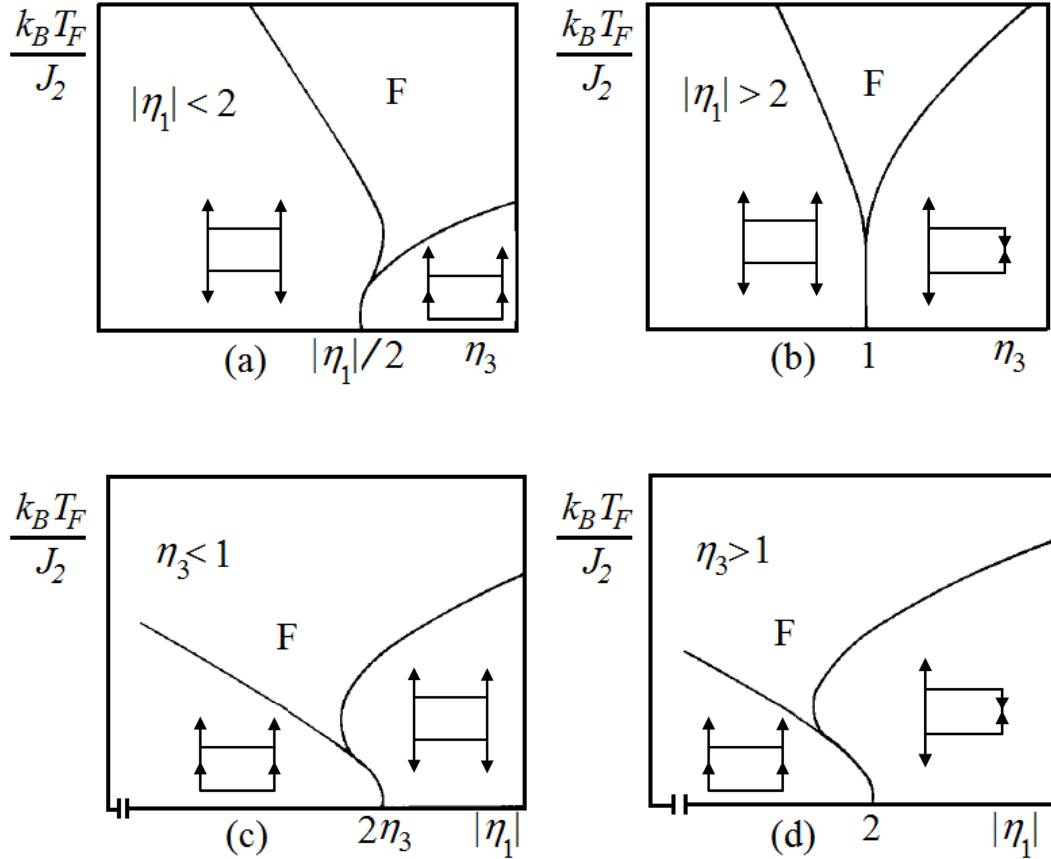 k_B T_F / J_2
|η_1| < 2
F
|η_1|/2
η_3
(a)
k_B T_F / J_2
|η_1| > 2
F
1
η_3
(b)
k_B T_F / J_2
η_3 < 1
F
2η_3
|η_1|
(c)
k_B T_F / J_2
η_3 > 1
F
2
|η_1|
(d)